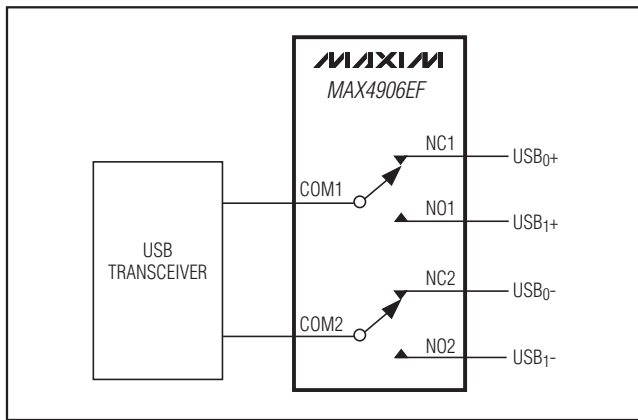 MAXIM
MAX4906EF
NC1
USB0+
COM1
NO1
USB1+
USB
TRANSCEIVER
NC2
USB0-
COM2
NO2
USB1-